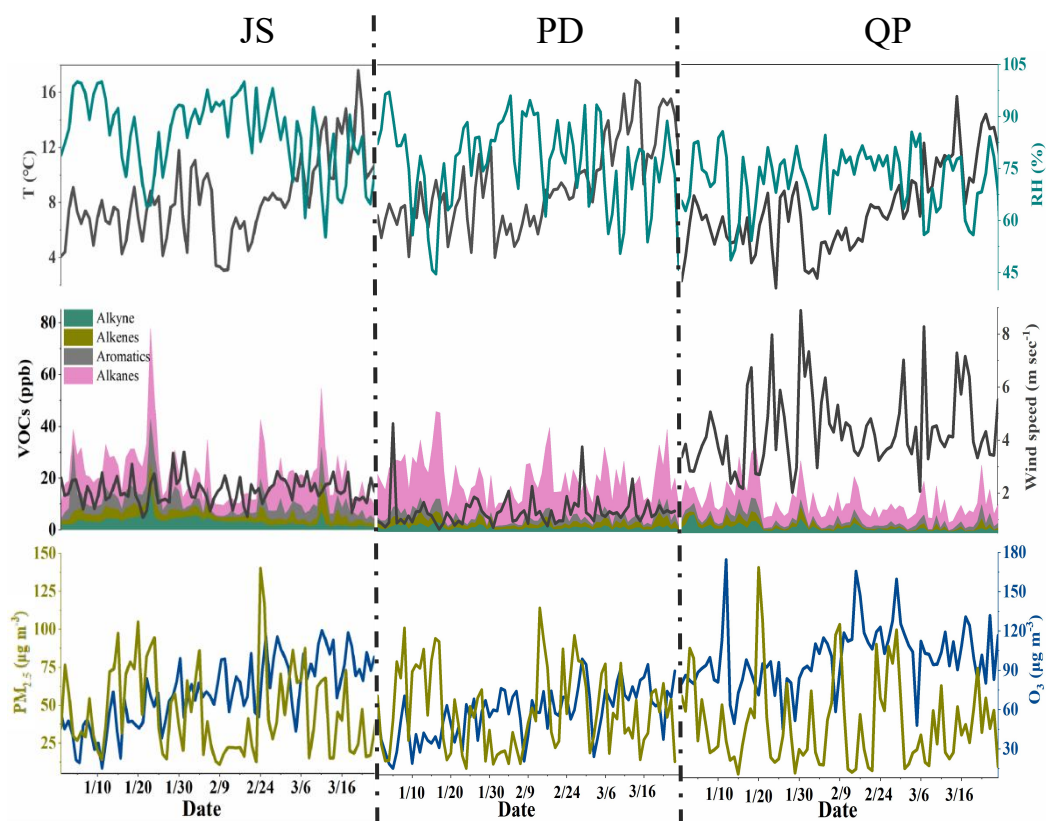 JS PD QP
16
12
8
4
T (°C)
105
90
75
60
45
RH (%)
Alkyne
Alkenes
Aromatics
Alkanes
80
60
40
20
0
VOCs (ppb)
8
6
4
2
Wind speed (m sec-1)
150
125
100
75
50
25
PM2.5 (µg m-3)
180
150
120
90
60
30
O3 (µg m-3)
1/10 1/20 1/30 2/9 2/24 3/6 3/16 1/10 1/20 1/30 2/9 2/24 3/6 3/16 1/10 1/20 1/30 2/9 2/24 3/6 3/16
Date Date Date